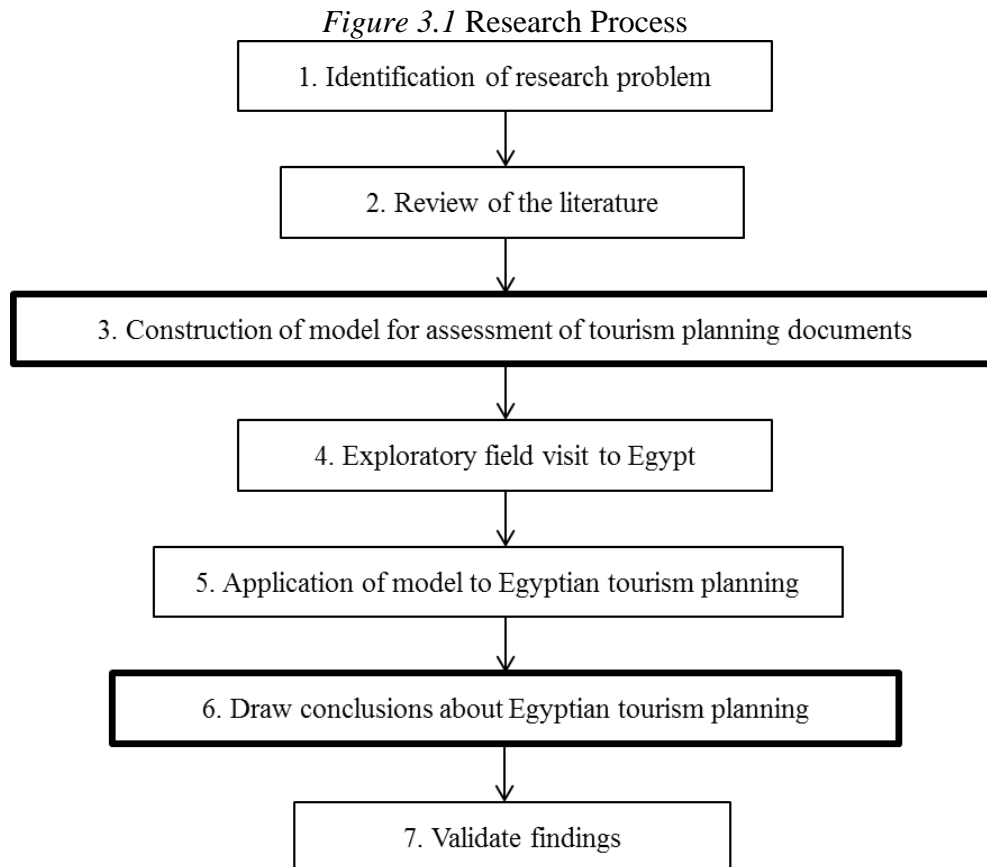 Figure 3.1 Research Process
1. Identification of research problem
2. Review of the literature
3. Construction of model for assessment of tourism planning documents
4. Exploratory field visit to Egypt
5. Application of model to Egyptian tourism planning
6. Draw conclusions about Egyptian tourism planning
7. Validate findings